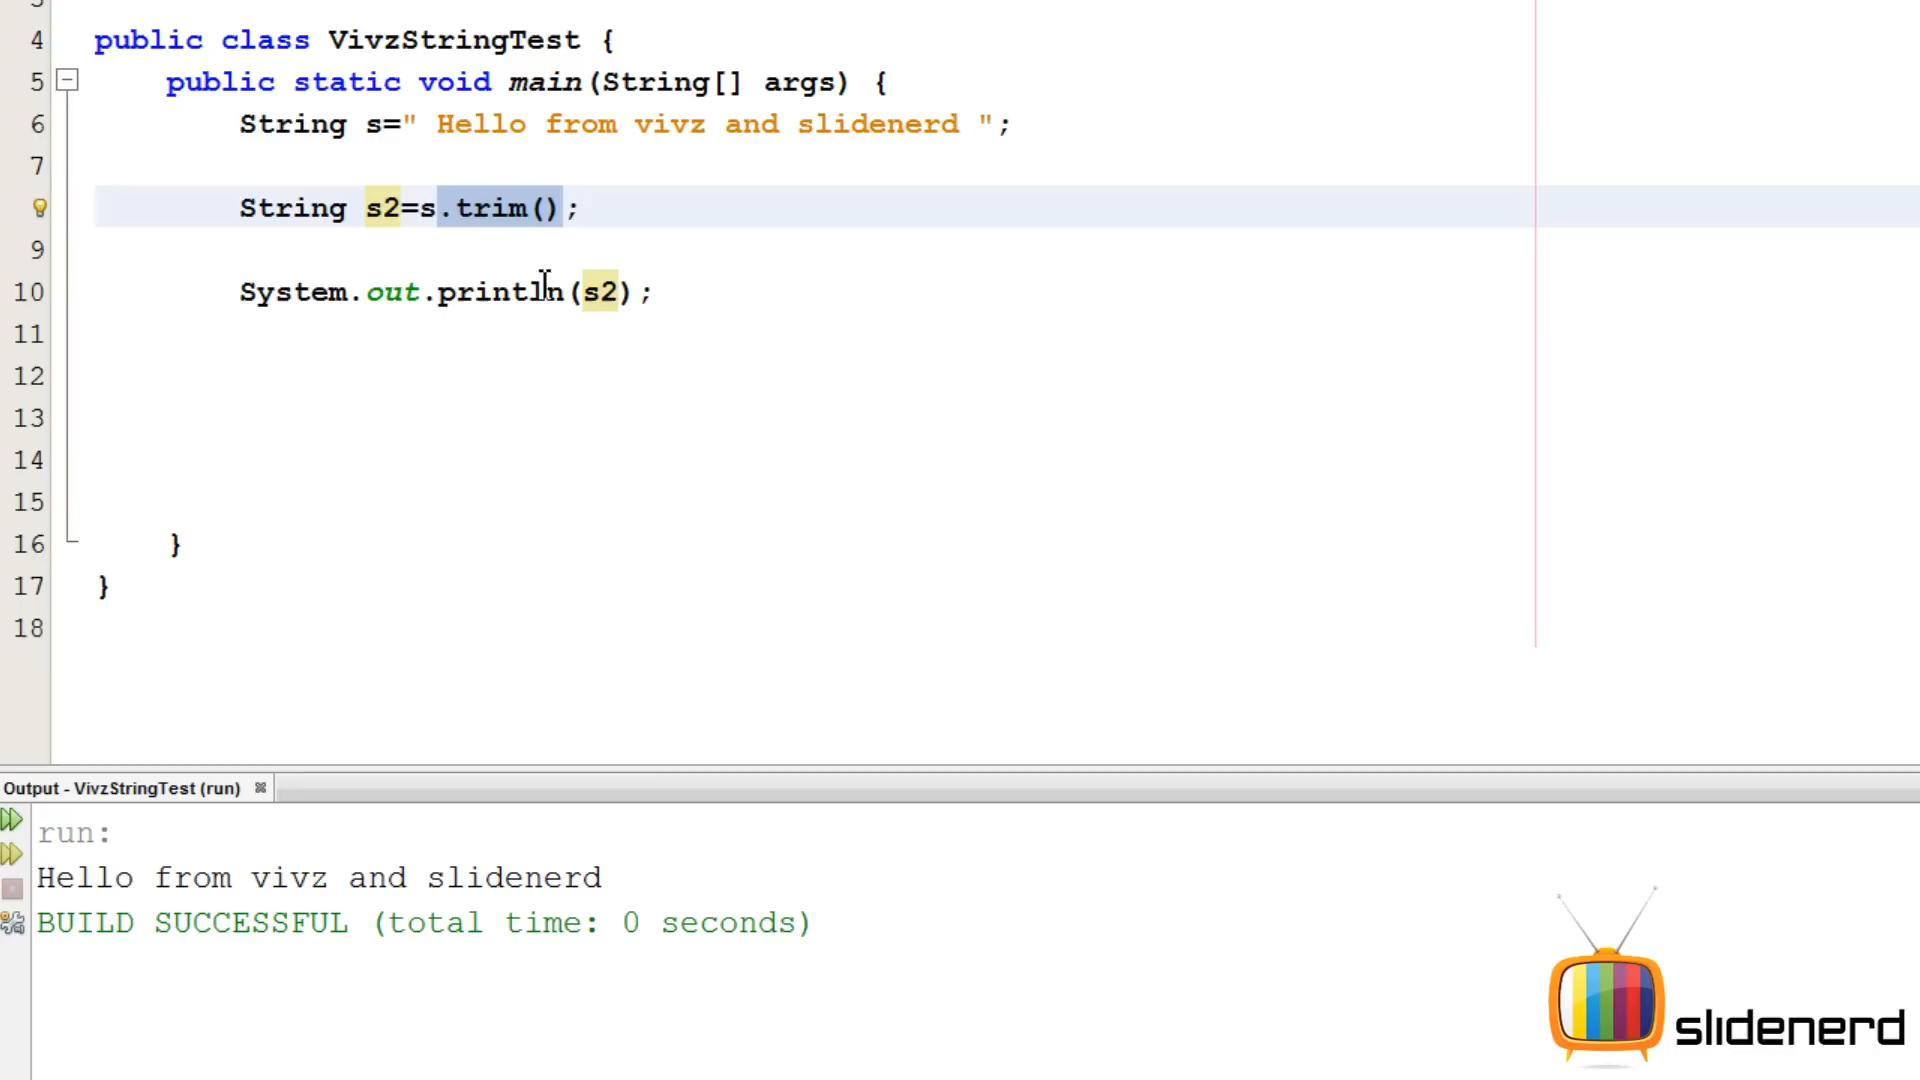 3
4 public class VivzStringTest {
5 public static void main(String[] args) {
6 String s=" Hello from vivz and slidenerd ";
7
String s2=s.trim();
9
10 System.out.println(s2);
11
12
13
14
15
16 }
17 }
18
Output - VivzStringTest (run)
run:
Hello from vivz and slidenerd
BUILD SUCCESSFUL (total time: 0 seconds)
slidenerd